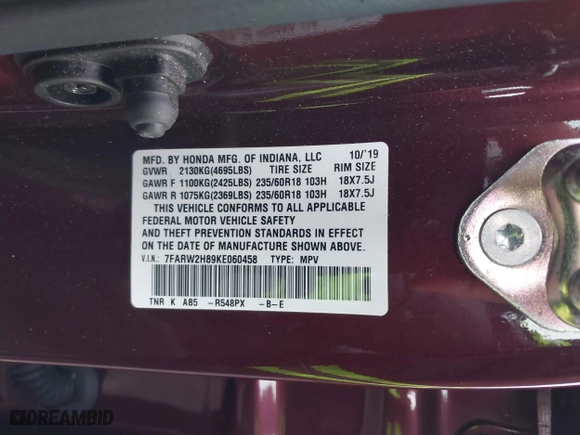 MFD. BY HONDA MFG. OF INDIANA, LLC 10/'19
GVWR 2130KG(4695LBS) TIRE SIZE RIM SIZE
GAWR F 1100KG(2425LBS) 235/60R18 103H 18X7.5J
GAWR R 1075KG(2369LBS) 235/60R18 103H 18X7.5J
THIS VEHICLE CONFORMS TO ALL APPLICABLE
FEDERAL MOTOR VEHICLE SAFETY
AND THEFT PREVENTION STANDARDS IN EFFECT
ON THE DATE OF MANUFACTURE SHOWN ABOVE.
V.I.N.: 7FARW2H89KE060458 TYPE: MPV
TNR K AB5 -R548PX -B-E
DREAMBID